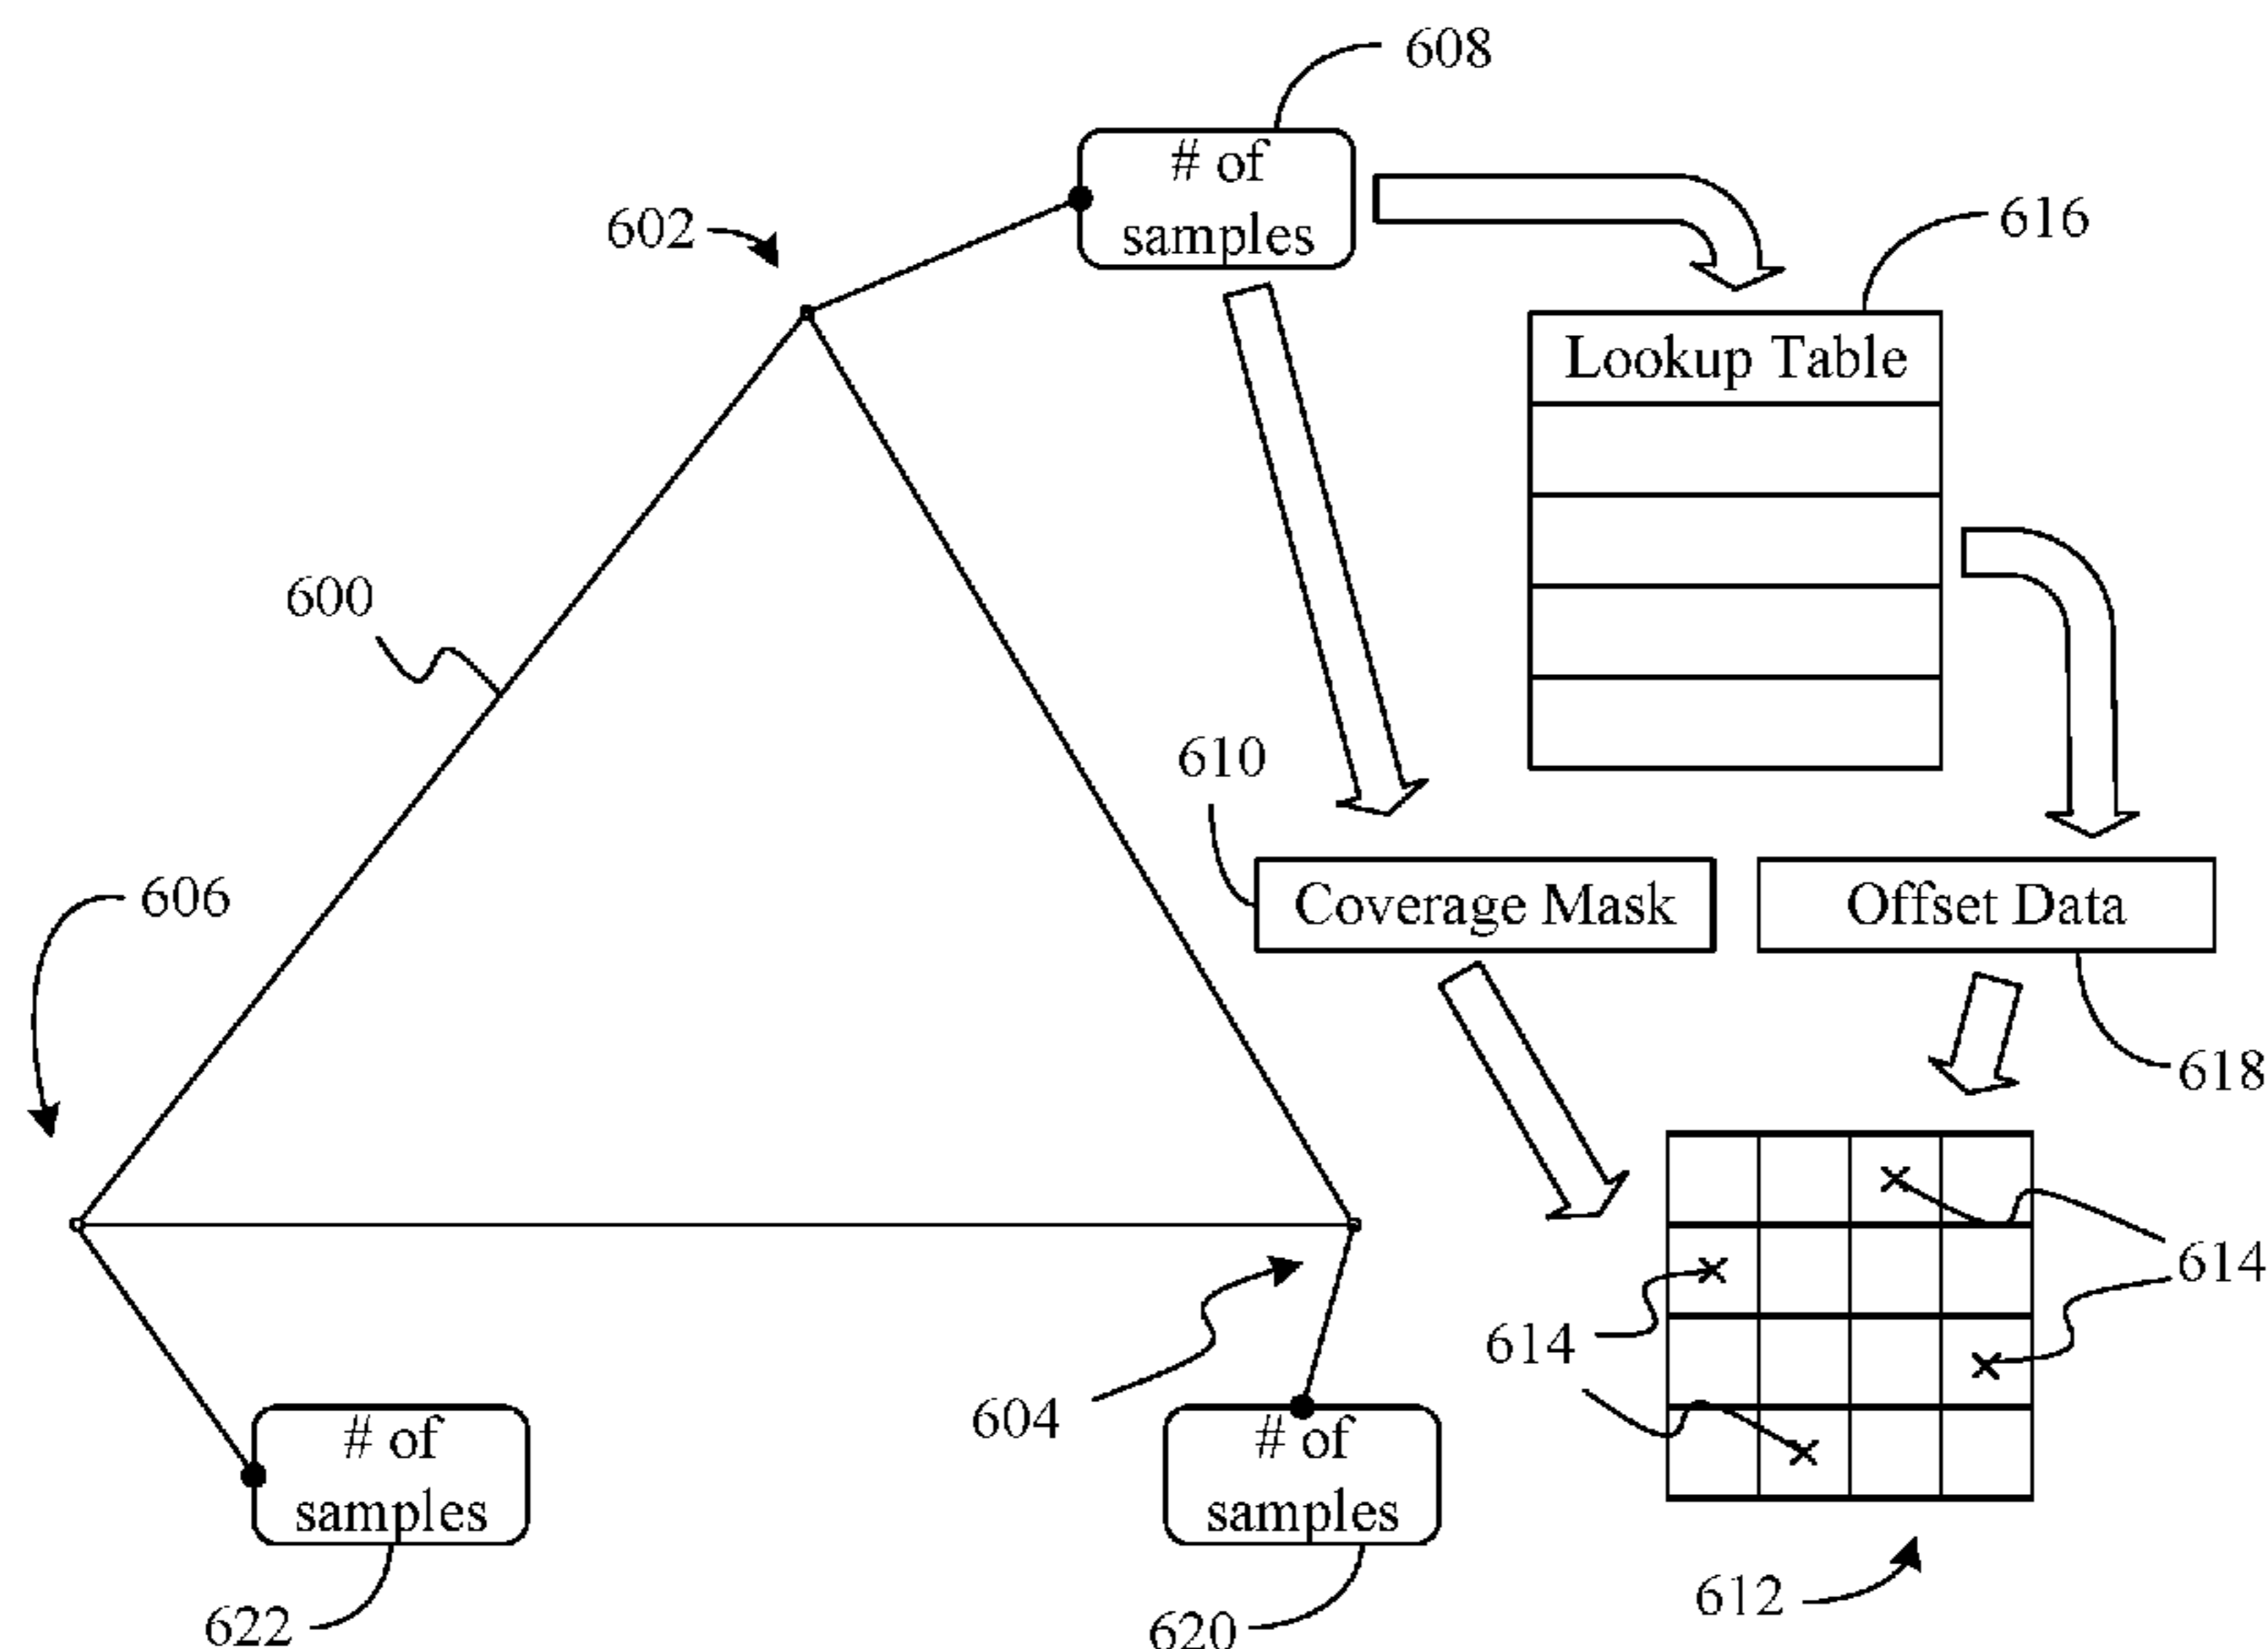 608
# of
samples
602
616
Lookup Table
600
610
606
Coverage Mask
Offset Data
618
614
614
604
# of
samples
# of
samples
612
622
620